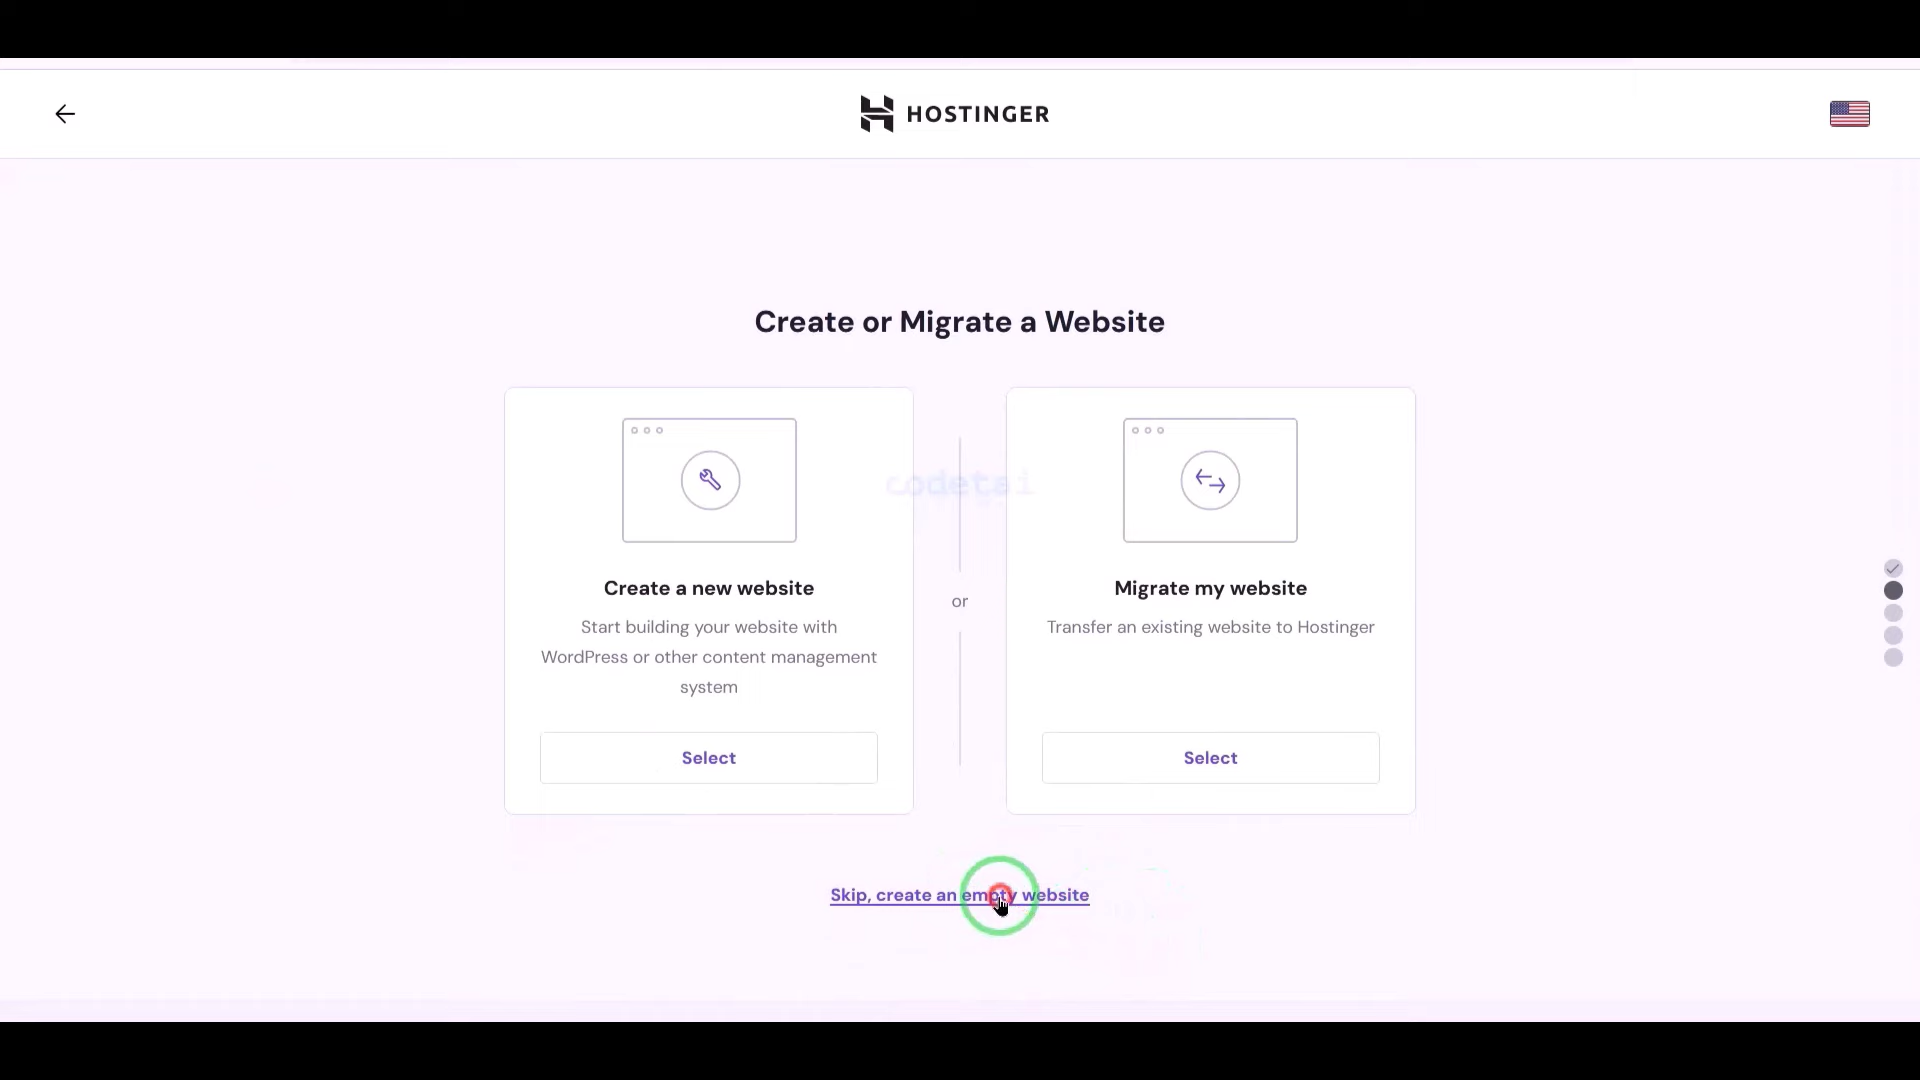 HOSTINGER
Create or Migrate a Website
codetai
Create a new website
Start building your website with
WordPress or other content management
system
Select
or
Migrate my website
Transfer an existing website to Hostinger
Select
Skip, create an empty website